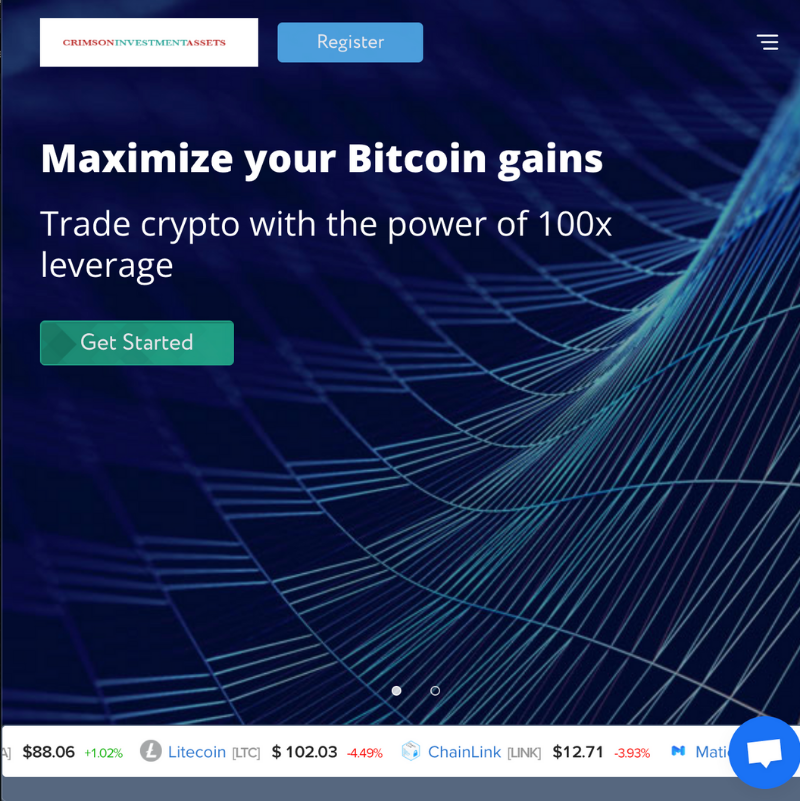 CRIMSONINVESTMENTASSETS
Register
Maximize your Bitcoin gains
Trade crypto with the power of 100x
leverage
Get Started
A] $88.06 +1.02% Litecoin [LTC] $ 102.03 -4.49% ChainLink [LINK] $12.71 -3.93% Mati